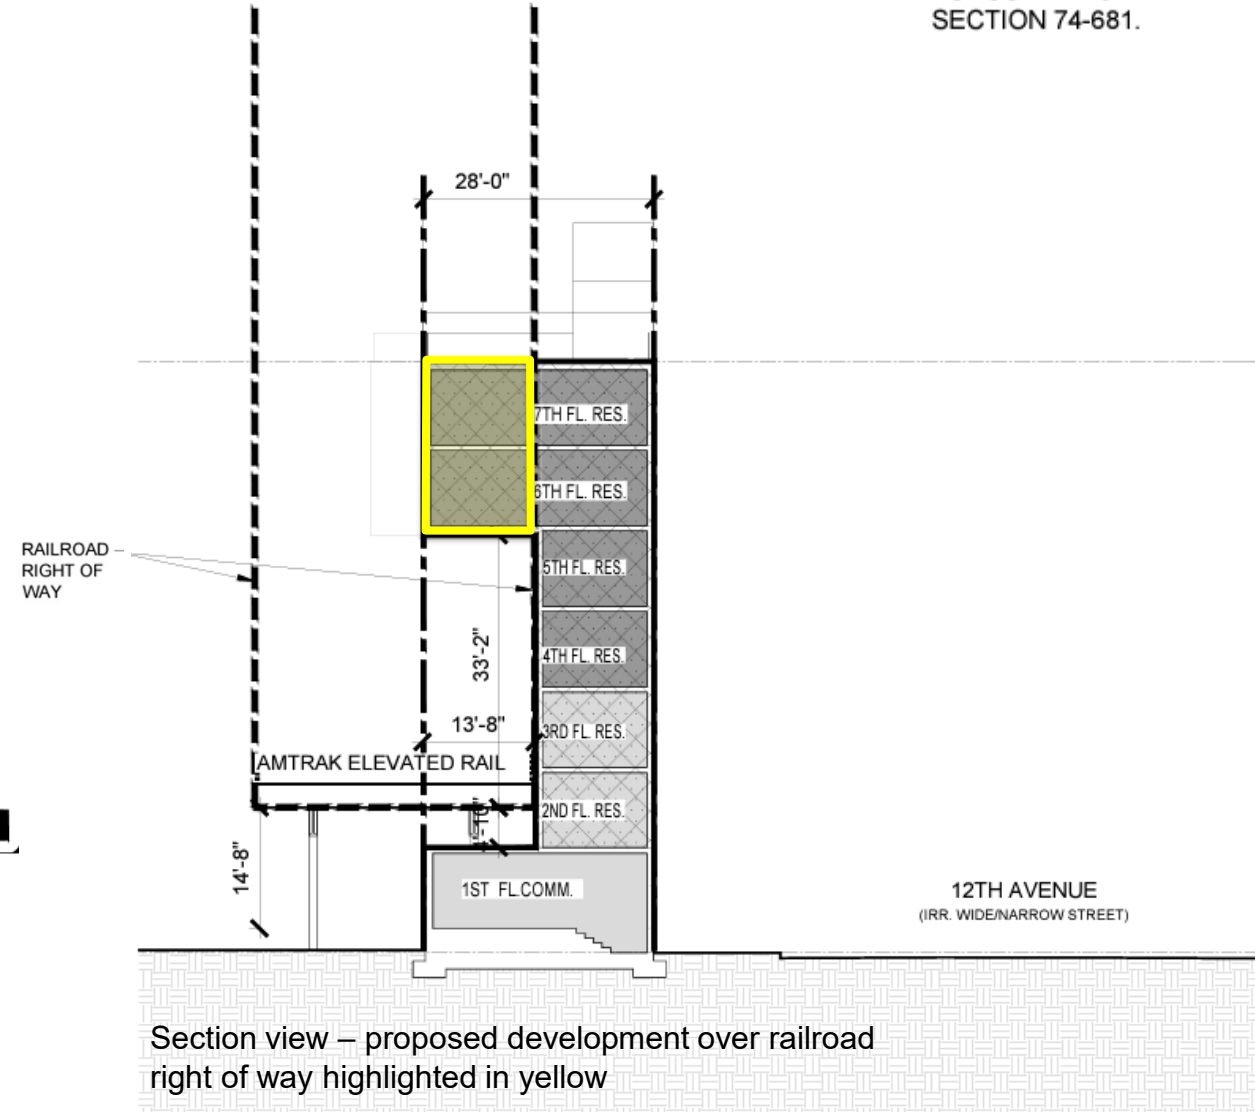 SECTION 74-681.
28'-0"
7TH FL. RES.
6TH FL. RES.
RAILROAD
RIGHT OF
WAY
5TH FL. RES.
33'-2"
4TH FL. RES.
13'-8"
3RD FL. RES.
AMTRAK ELEVATED RAIL
2ND FL. RES.
14'-8"
1ST FL.COMM.
12TH AVENUE
(IRR. WIDE/NARROW STREET)
Section view – proposed development over railroad
right of way highlighted in yellow